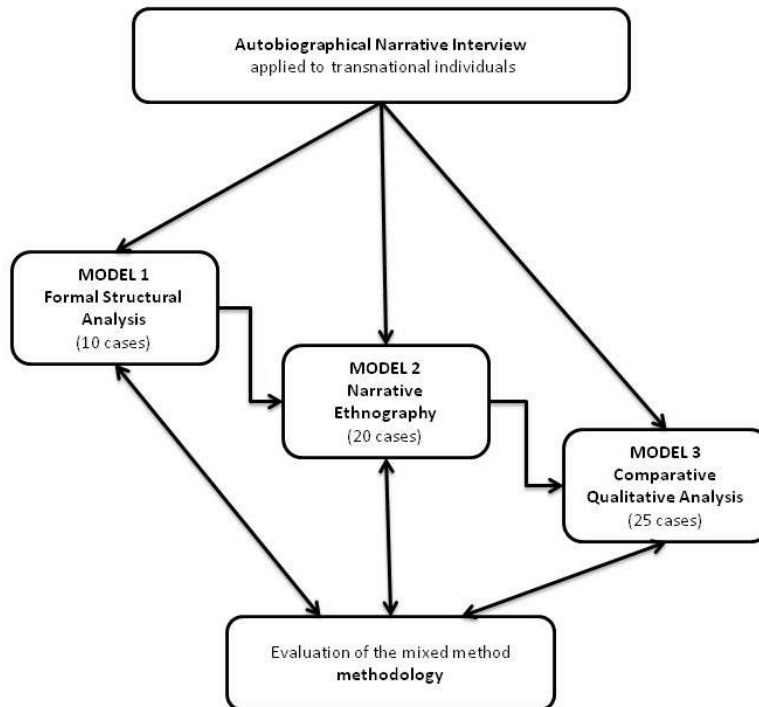 Autobiographical Narrative Interview
applied to transnational individuals
MODEL 1
Formal Structural
Analysis
(10 cases)
MODEL 2
Narrative
Ethnography
(20 cases)
MODEL 3
Comparative
Qualitative Analysis
(25 cases)
Evaluation of the mixed method
methodology